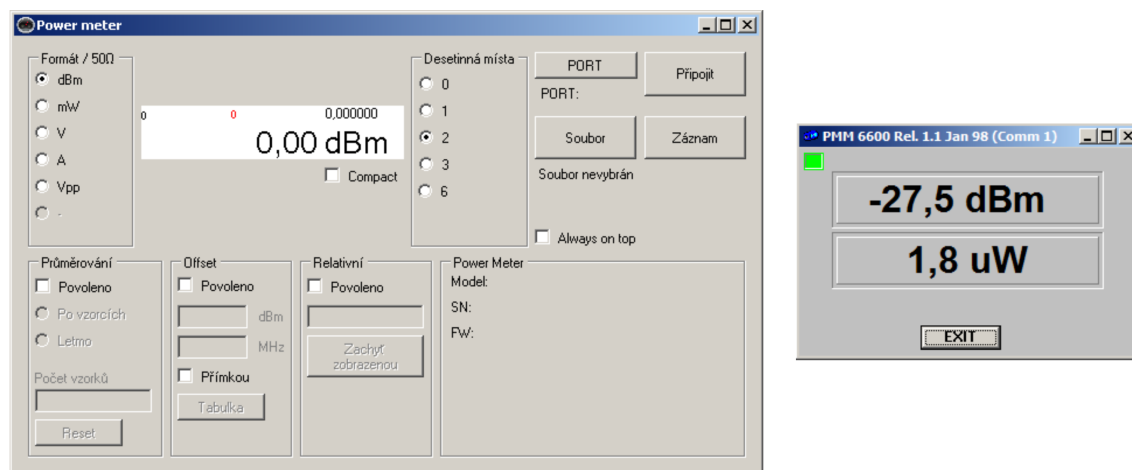 Power meter
Formát / 50Ω
dBm
mW
V
A
Vpp
-
0 0 0,000000
0,00 dBm
Compact
Desetinná místa
0
1
2
3
6
PORT
Připojit
PORT:
Soubor
Záznam
Soubor nevybrán
Always on top
Průměrování
Povoleno
Po vzorcích
Letmo
Počet vzorků
Reset
Offset
Povoleno
dBm
MHz
Přímkou
Tabulka
Relativní
Povoleno
Zachyť
zobrazenou
Power Meter
Model:
SN:
FW:
PMM 6600 Rel. 1.1 Jan 98 (Comm 1)
-27,5 dBm
1,8 uW
EXIT